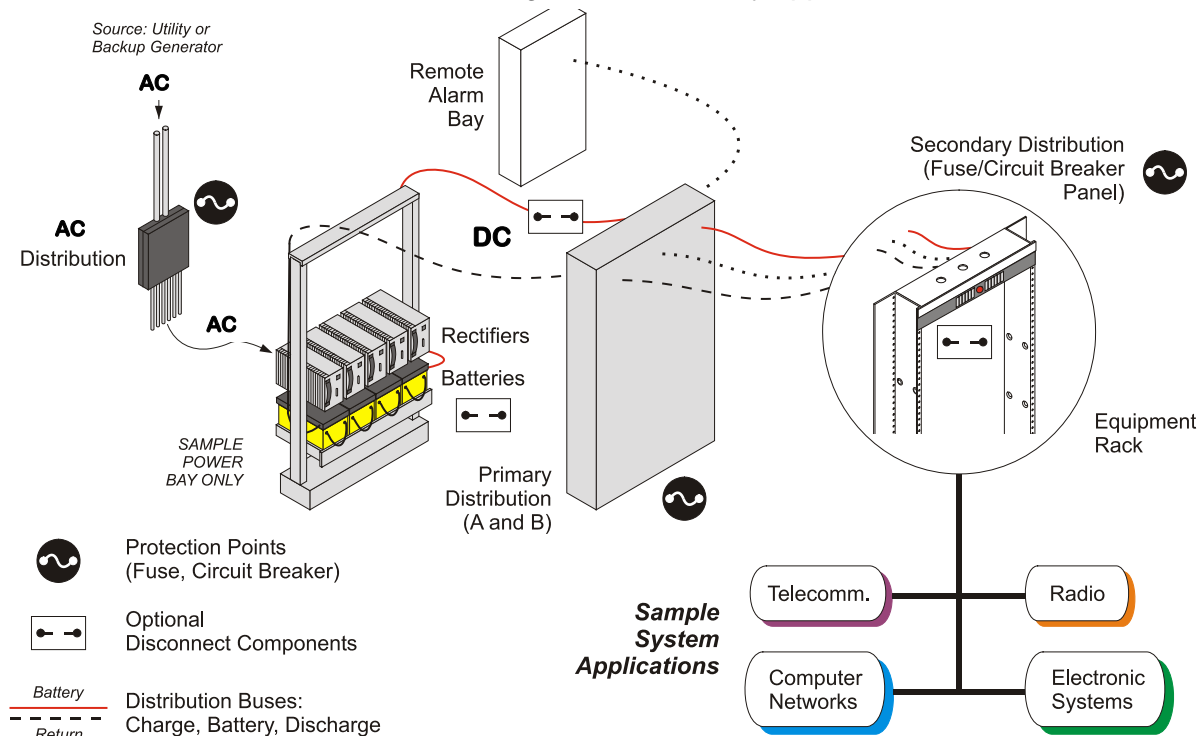 Source: Utility or
Backup Generator
AC
AC
Distribution
AC
Remote
Alarm
Bay
DC
Secondary Distribution
(Fuse/Circuit Breaker
Panel)
Rectifiers
Batteries
SAMPLE
POWER
BAY ONLY
Primary
Distribution
(A and B)
Equipment
Rack
Protection Points
(Fuse, Circuit Breaker)
Optional
Disconnect Components
Battery
Return
Distribution Buses:
Charge, Battery, Discharge
Sample
System
Applications
Telecomm.
Radio
Computer
Networks
Electronic
Systems